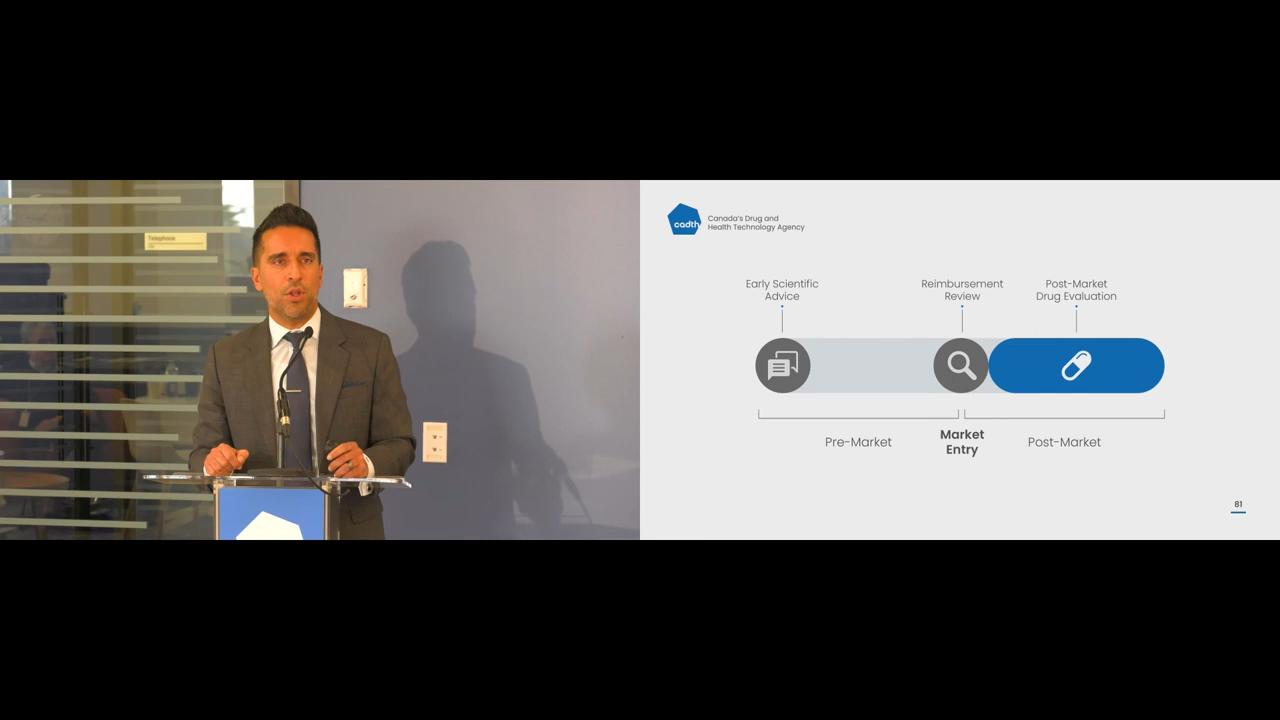 Telephone
cadth
Canada's Drug and
Health Technology Agency
Early Scientific
Advice
Reimbursement
Review
Post-Market
Drug Evaluation
Pre-Market
Market
Entry
Post-Market
81